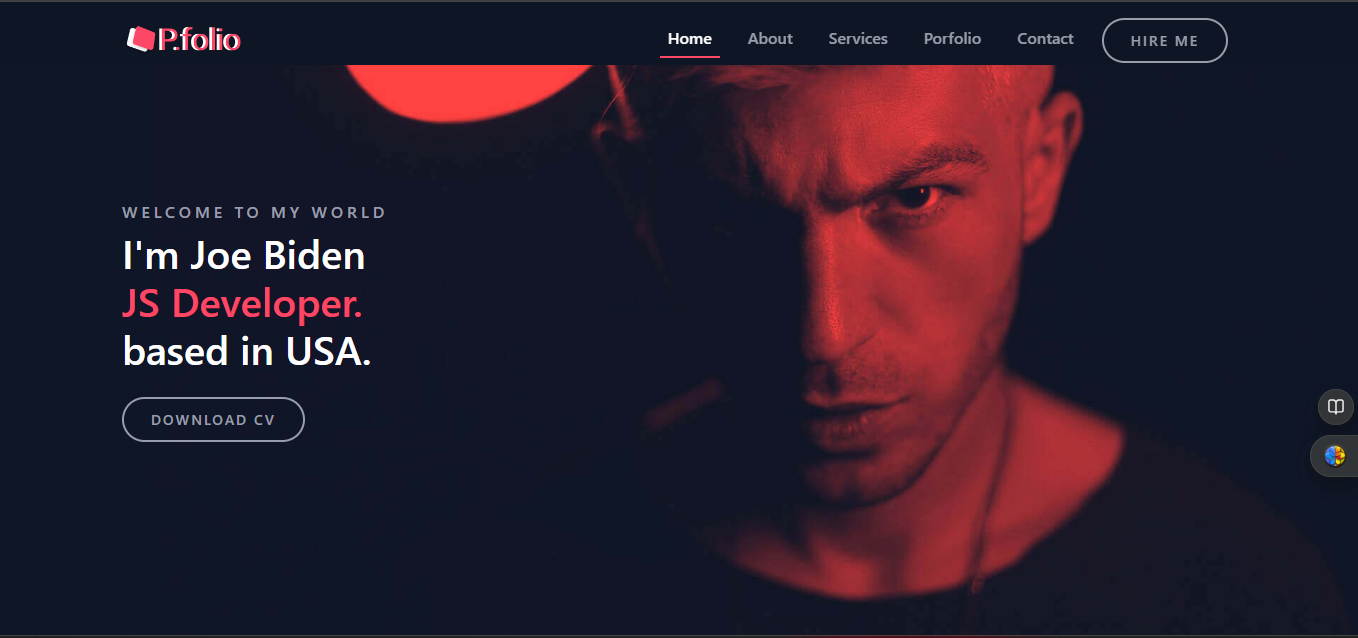 P.folio
Home About Services Porfolio Contact HIRE ME
WELCOME TO MY WORLD
I'm Joe Biden
JS Developer.
based in USA.
DOWNLOAD CV